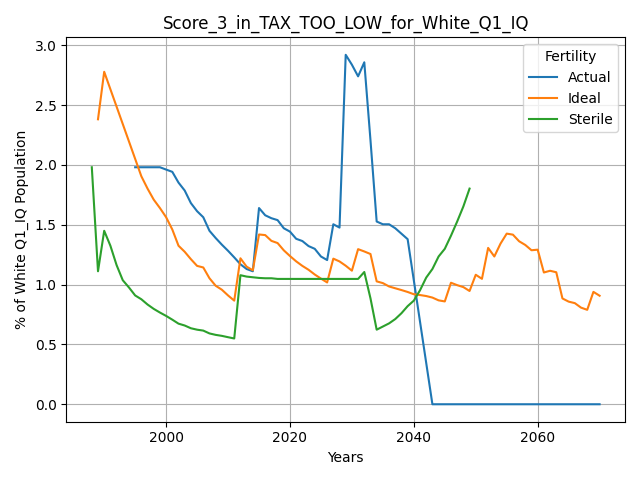 Score_3_in_TAX_TOO_LOW_for_White_Q1_IQ
Fertility
Actual
Ideal
Sterile
% of White Q1_IQ Population
3.0
2.5
2.0
1.5
1.0
0.5
0.0
2000 2020 2040 2060
Years